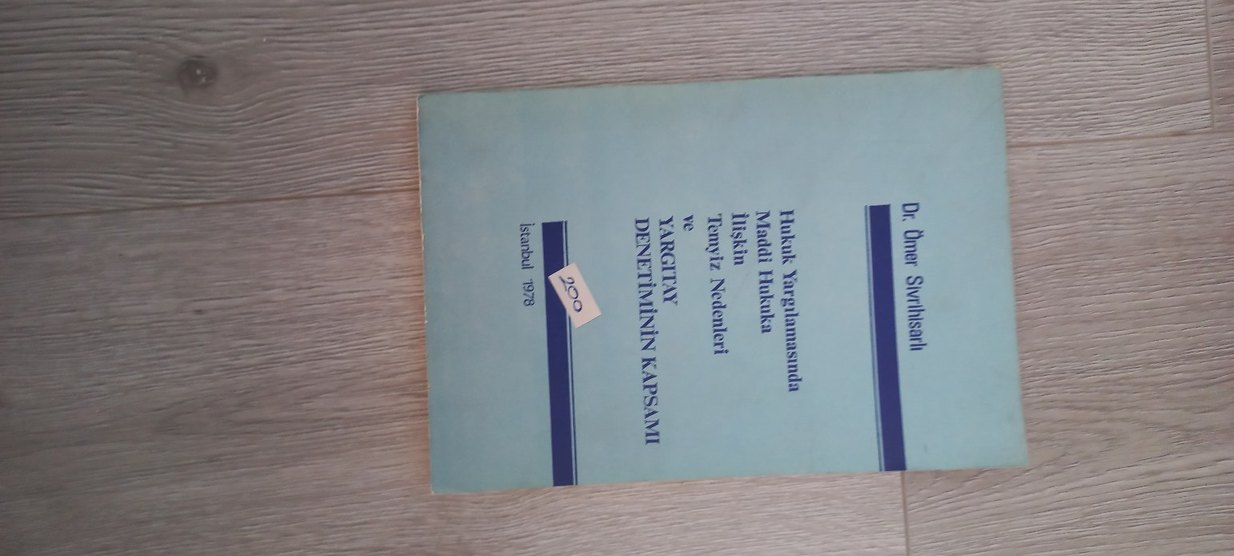 Dr. Ömer Sivrihisarlı
Hukuk Yargılamasında
Maddi Hukuka
İlişkin
Temyiz Nedenleri
ve
YARGITAY
DENETİMİNİN KAPSAMI
200
İstanbul 1978